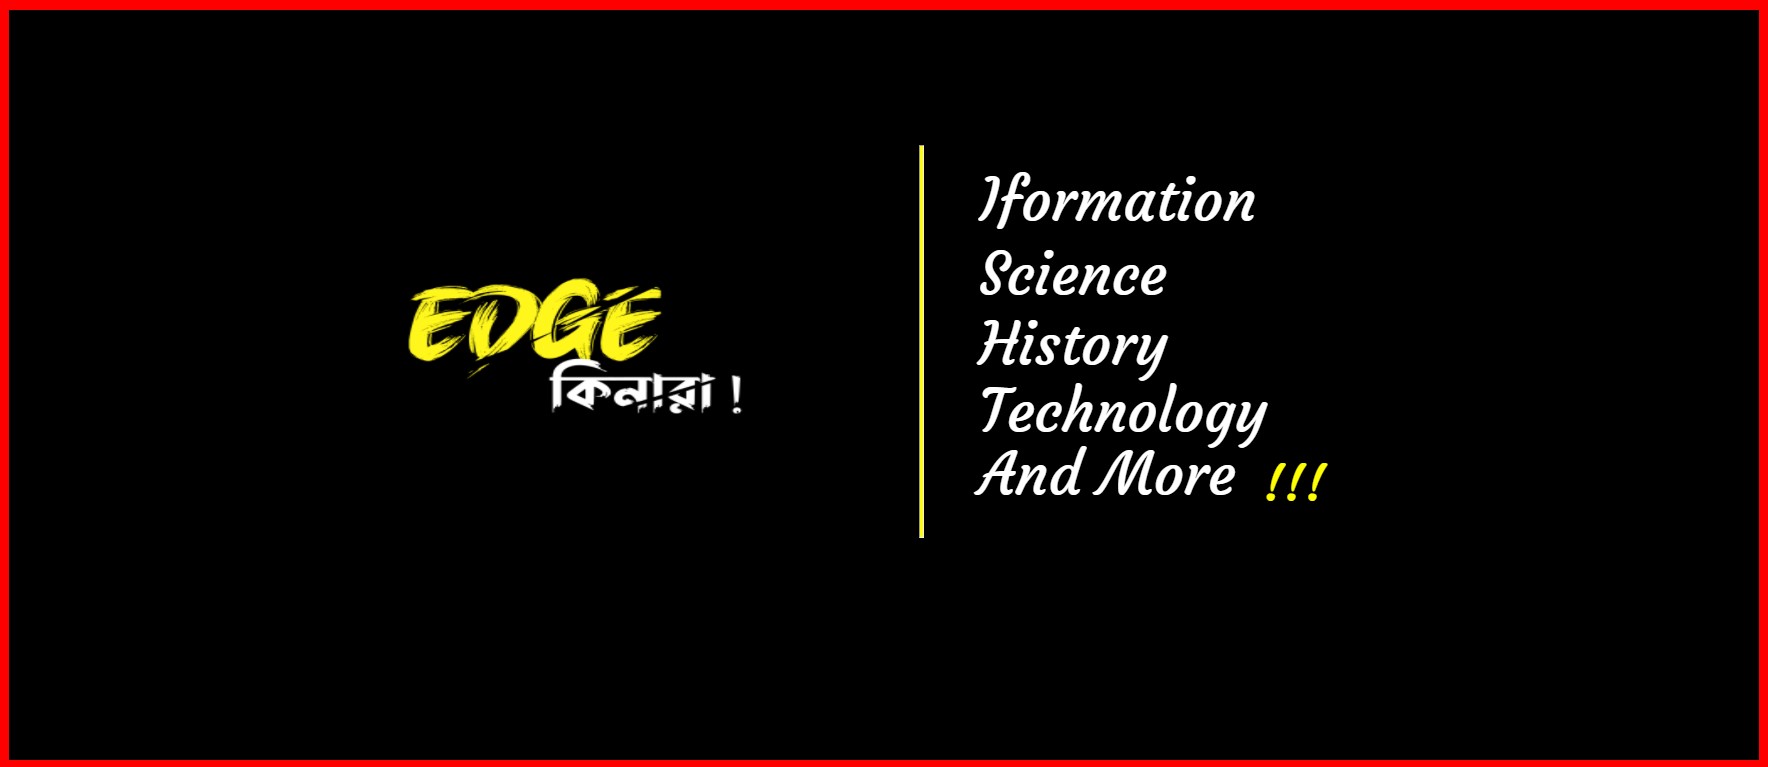 EDGE
কিনারা !
Iformation
Science
History
Technology
And More !!!